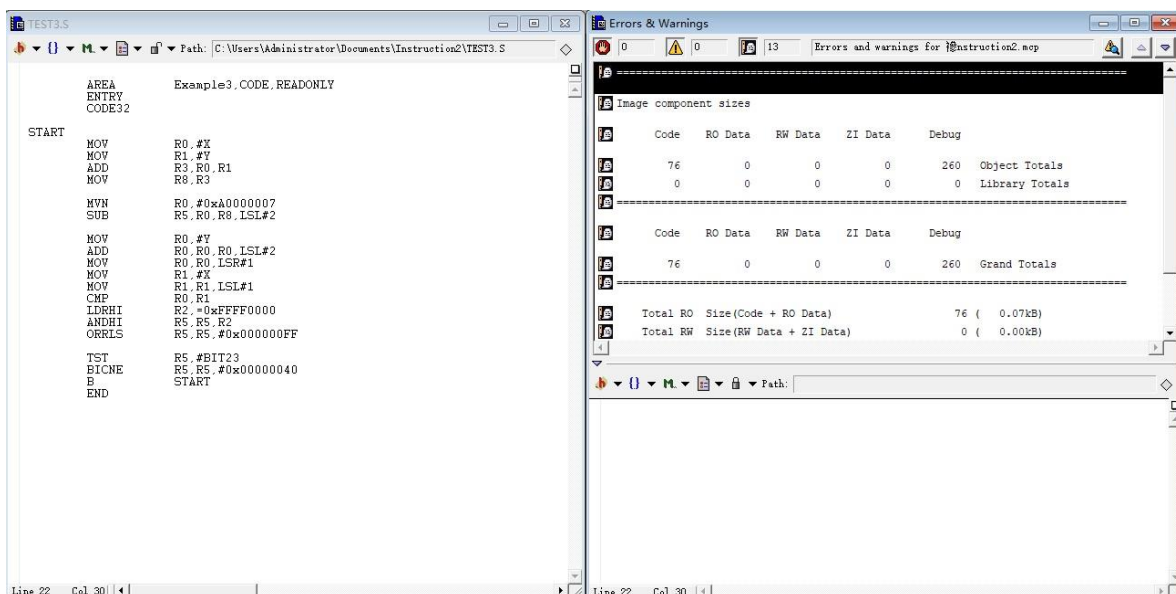 TEST3.S
Path: C:\Users\Administrator\Documents\Instruction2\TEST3.S
AREA Example3,CODE,READONLY
ENTRY
CODE32
START
MOV R0,#X
MOV R1,#Y
ADD R3,R0,R1
MOV R8,R3
MVN R0,#0xA0000007
SUB R5,R0,R8,LSL#2
MOV R0,#Y
ADD R0,R0,R0,LSL#2
MOV R0,R0,LSR#1
MOV R1,#X
MOV R1,R1,LSL#1
CMP R0,R1
LDRHI R2,=0xFFFF0000
ANDHI R5,R5,R2
ORRLS R5,R5,#0x000000FF
TST R5,#BIT23
BICNE R5,R5,#0x00000040
B START
END
Line 22 Col 30
Errors & Warnings
0 0 13 Errors and warnings for nstruction2.mcp
Image component sizes
Code RO Data RW Data ZI Data Debug
76 0 0 0 260 Object Totals
0 0 0 0 0 Library Totals
Code RO Data RW Data ZI Data Debug
76 0 0 0 260 Grand Totals
Total RO Size(Code + RO Data) 76 ( 0.07kB)
Total RW Size(RW Data + ZI Data) 0 ( 0.00kB)
Path:
Line 22 Col 30